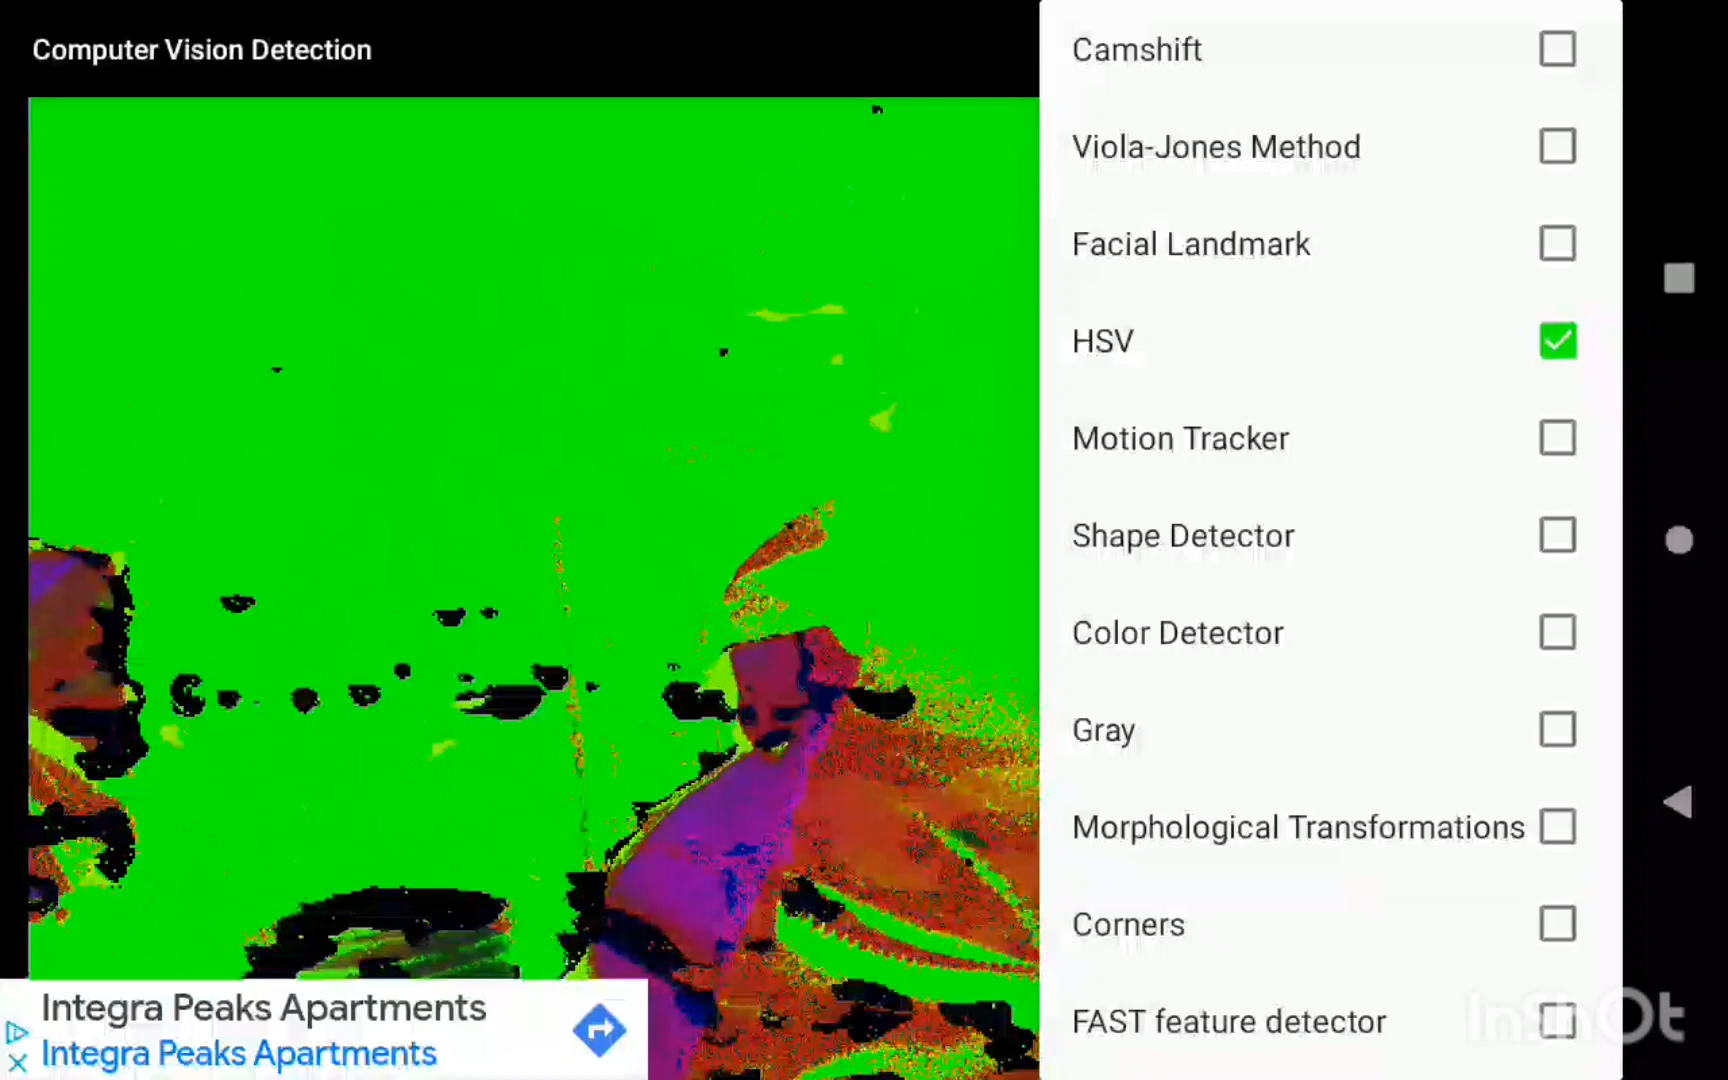 Computer Vision Detection
Camshift
Viola-Jones Method
Facial Landmark
HSV
Motion Tracker
Shape Detector
Color Detector
Gray
Morphological Transformations
Corners
FAST feature detector
Integra Peaks Apartments
Integra Peaks Apartments
InShOt